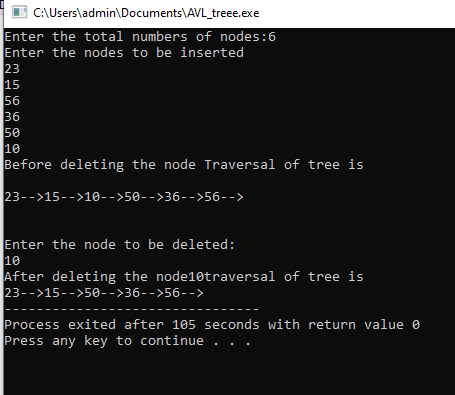 C:\Users\admin\Documents\AVL_treee.exe
Enter the total numbers of nodes:6
Enter the nodes to be inserted
23
15
56
36
50
10
Before deleting the node Traversal of tree is
23-->15-->10-->50-->36-->56-->
Enter the node to be deleted:
10
After deleting the node10traversal of tree is
23-->15-->50-->36-->56-->
--------------------------------
Process exited after 105 seconds with return value 0
Press any key to continue . . .